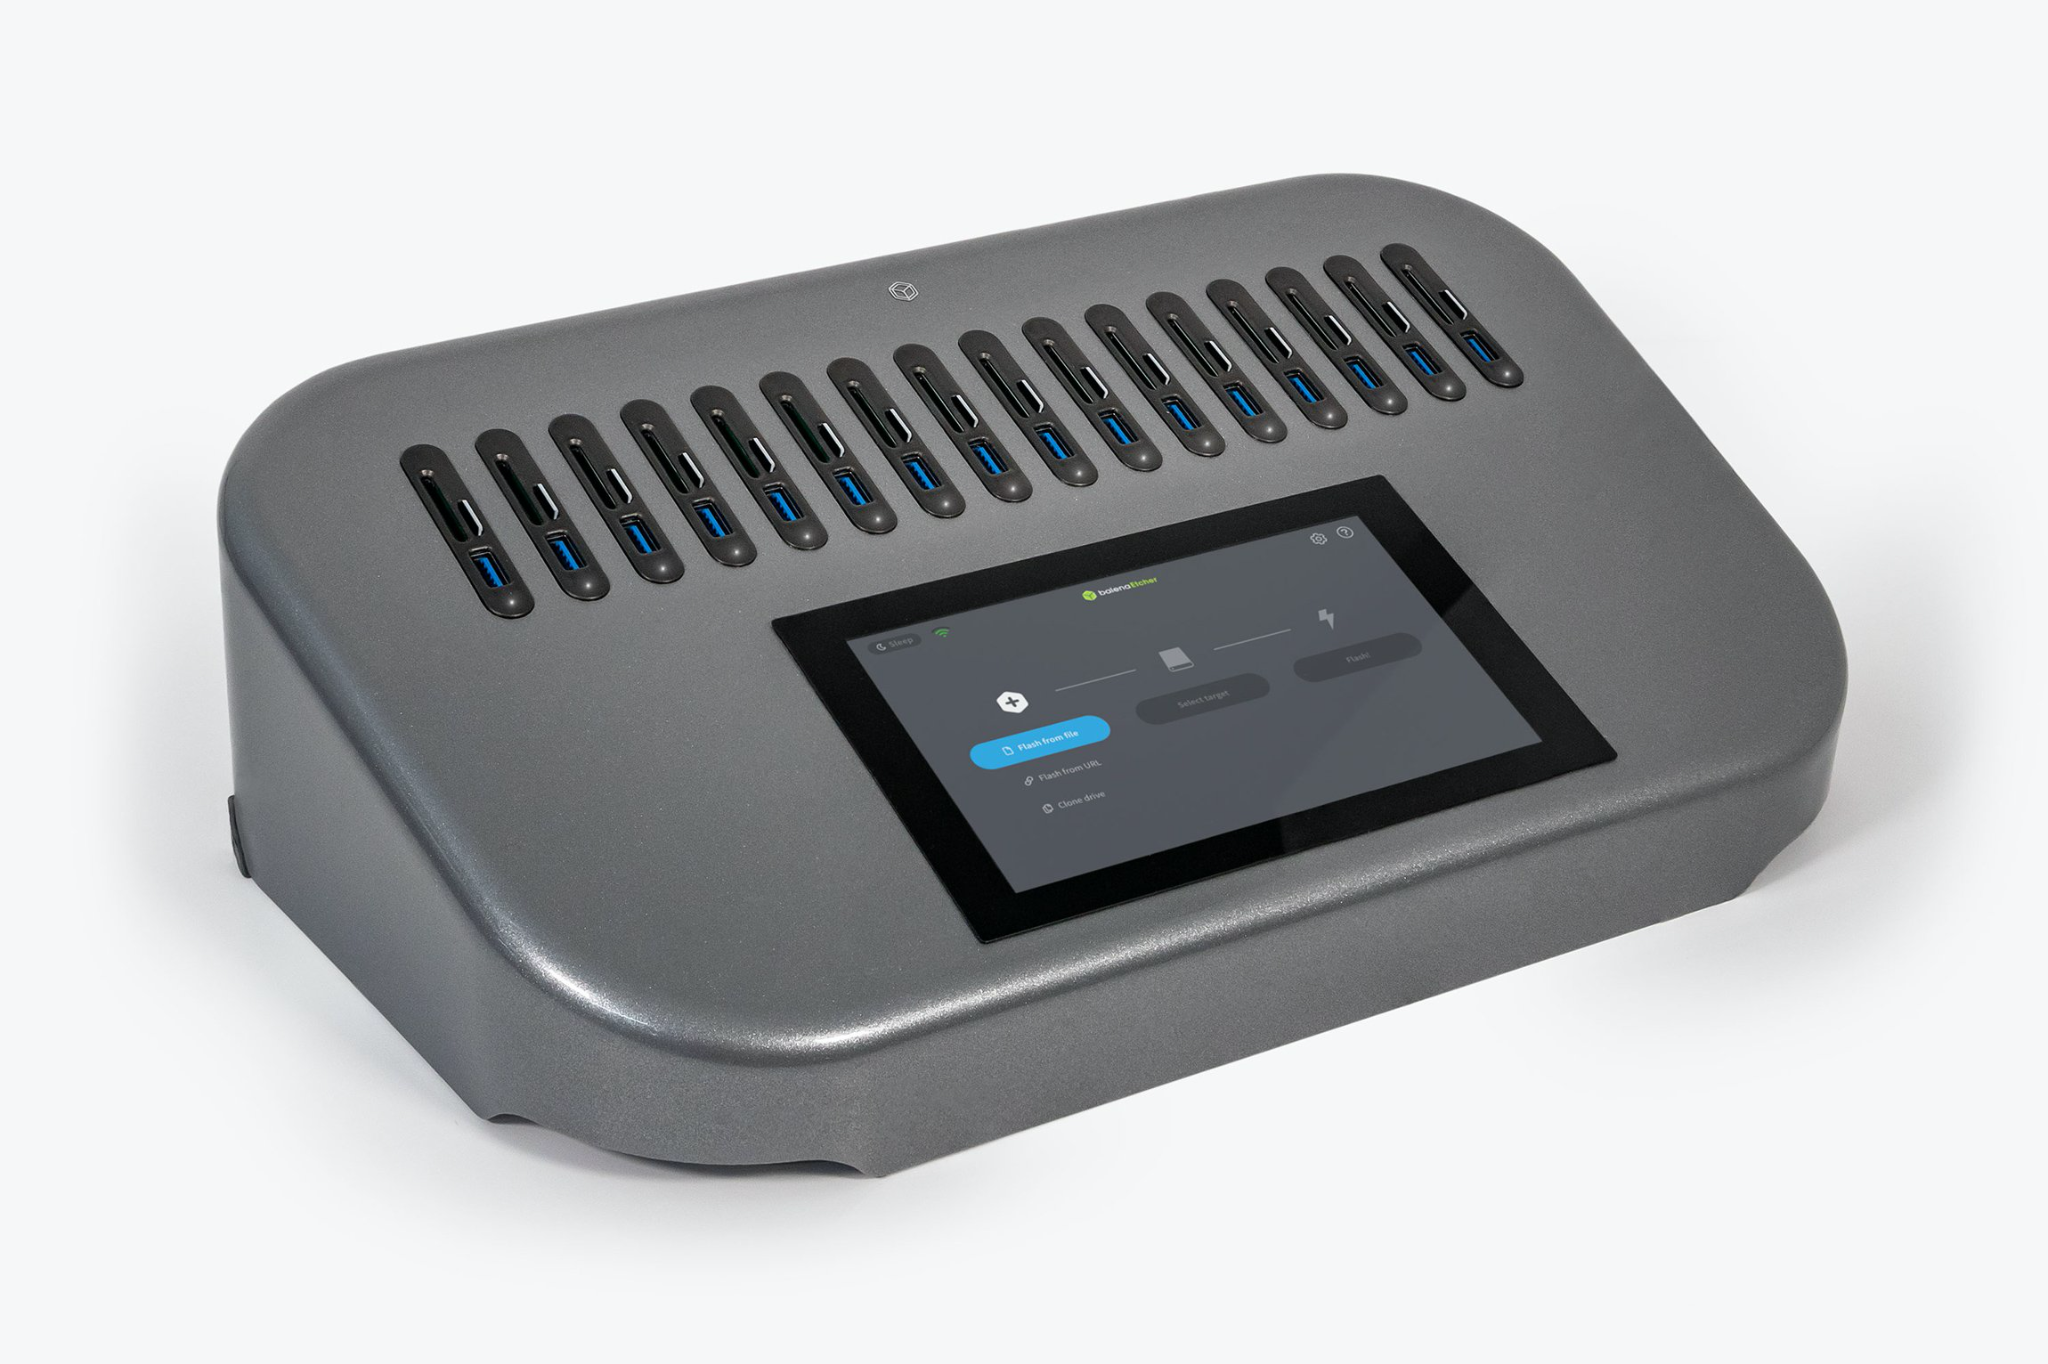 balenaEtcher
Sleep
Flash from file
Select target
Flash!
Flash from URL
Clone drive